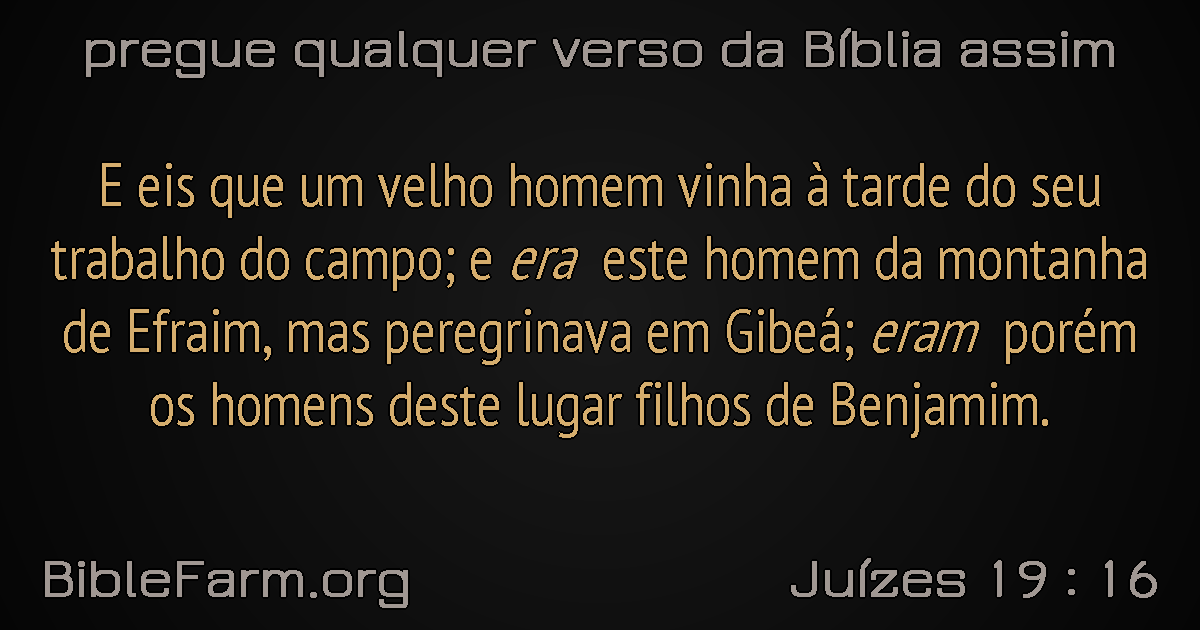 pregue qualquer verso da Bíblia assim
E eis que um velho homem vinha à tarde do seu
trabalho do campo; e era este homem da montanha
de Efraim, mas peregrinava em Gibeá; eram porém
os homens deste lugar filhos de Benjamim.
BibleFarm.org
Juízes 19 : 16